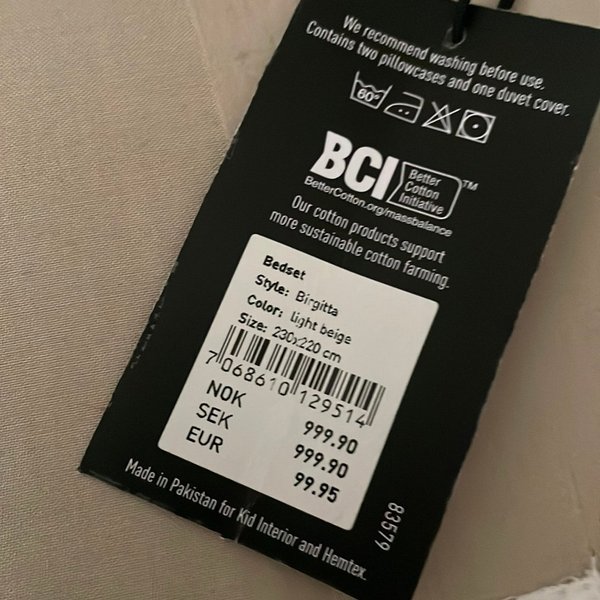 We recommend washing before use.
Contains two pillowcases and one duvet cover.
60°
BCI
Better
Cotton
Initiative
™
BetterCotton.org/massbalance
Our cotton products support
more sustainable cotton farming.
Bedset
Style: Birgitta
Color: light beige
Size: 230x220 cm
7 068610 129514
NOK 999.90
SEK 999.90
EUR 99.95
83579
Made in Pakistan for Kid Interior and Hemtex.